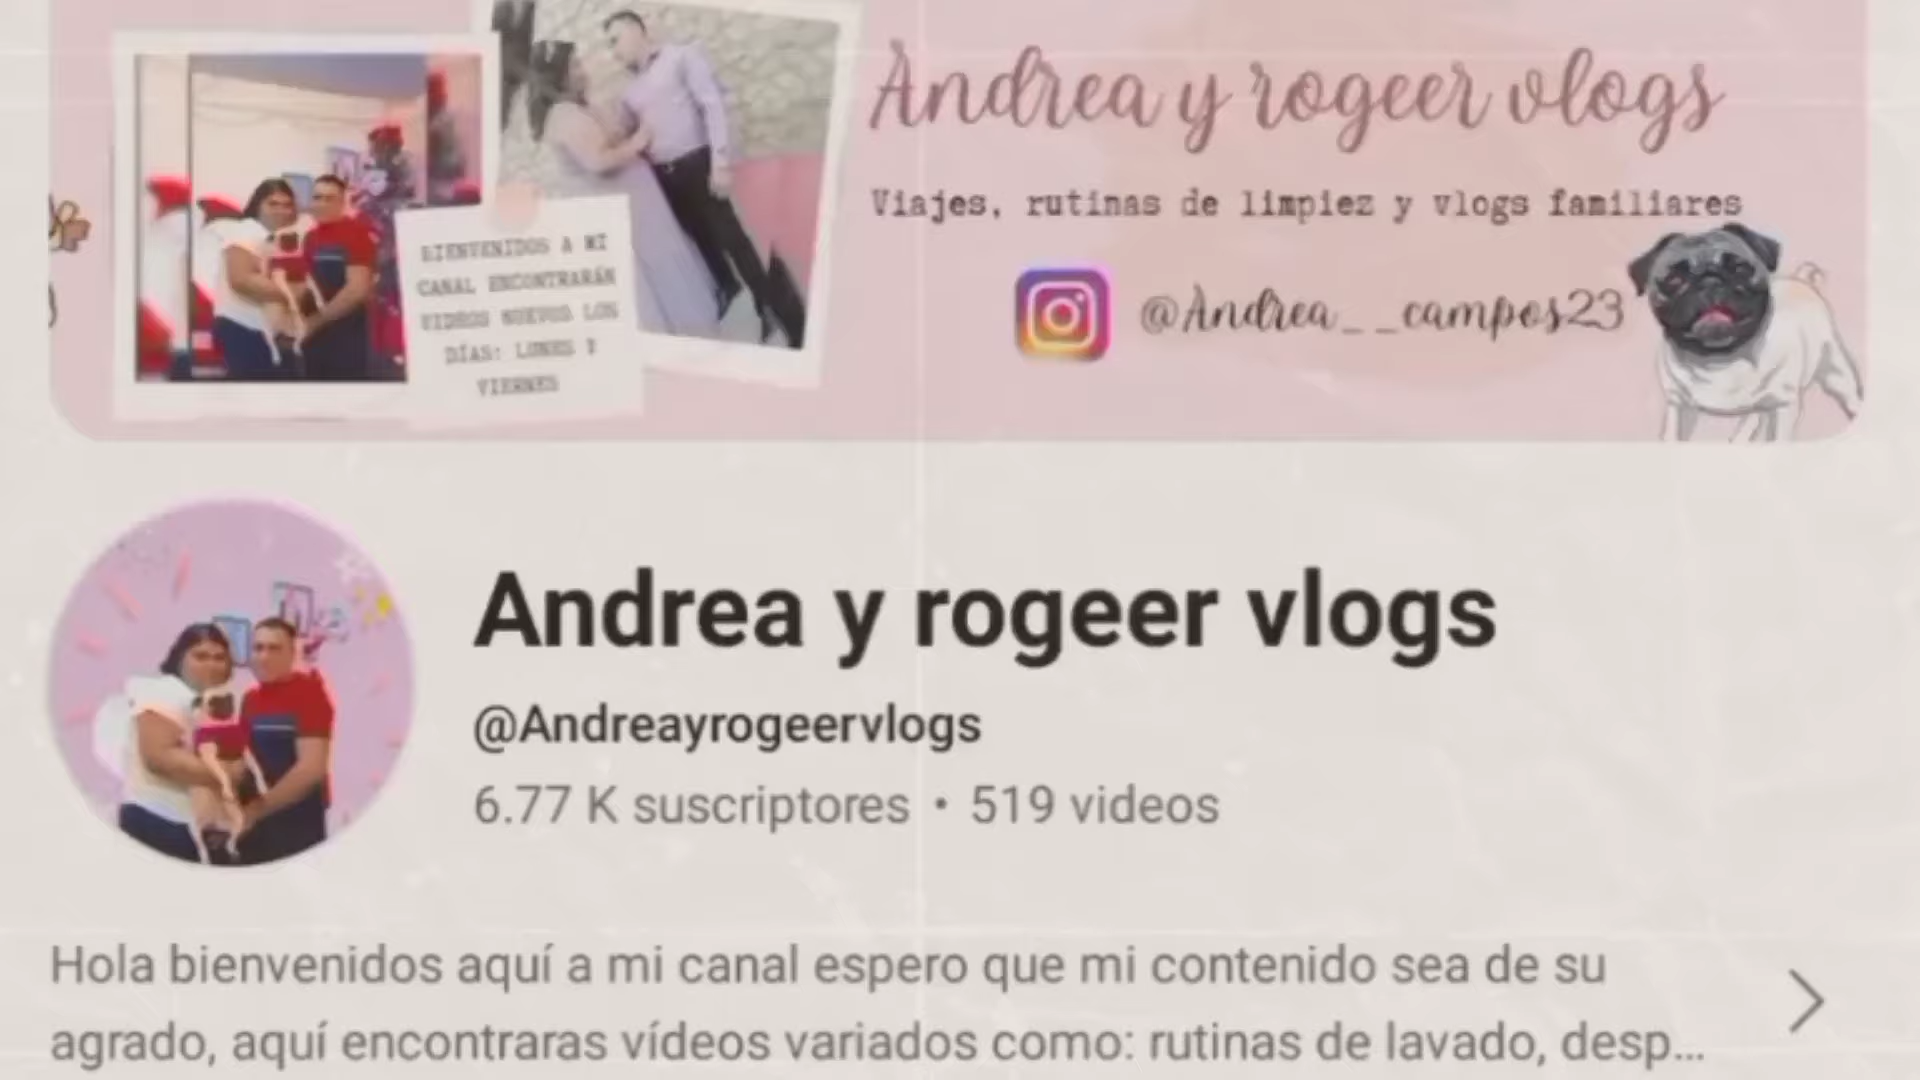 Andrea y rogeer vlogs
Viajes, rutinas de limpiez y vlogs familiares
@Andrea__campos23
BIENVENIDOS A MI
CANAL ENCONTRARÁN
VIDEOS NUEVOS LOS
DÍAS: LUNES Y
VIERNES
Andrea y rogeer vlogs
@Andreayrogeervlogs
6.77 K suscriptores • 519 videos
Hola bienvenidos aquí a mi canal espero que mi contenido sea de su
agrado, aquí encontraras vídeos variados como: rutinas de lavado, desp...